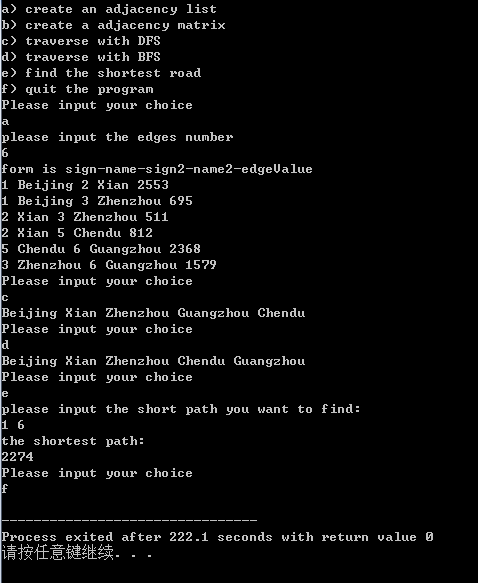 a) create an adjacency list
b) create a adjacency matrix
c) traverse with DFS
d) traverse with BFS
e) find the shortest road
f) quit the program
Please input your choice
a
please input the edges number
6
form is sign-name-sign2-name2-edgeValue
1 Beijing 2 Xian 2553
1 Beijing 3 Zhenzhou 695
2 Xian 3 Zhenzhou 511
2 Xian 5 Chendu 812
5 Chendu 6 Guangzhou 2368
3 Zhenzhou 6 Guangzhou 1579
Please input your choice
c
Beijing Xian Zhenzhou Guangzhou Chendu
Please input your choice
d
Beijing Xian Zhenzhou Chendu Guangzhou
Please input your choice
e
please input the short path you want to find:
1 6
the shortest path:
2274
Please input your choice
f
--------------------------------
Process exited after 222.1 seconds with return value 0
请按任意键继续. . .